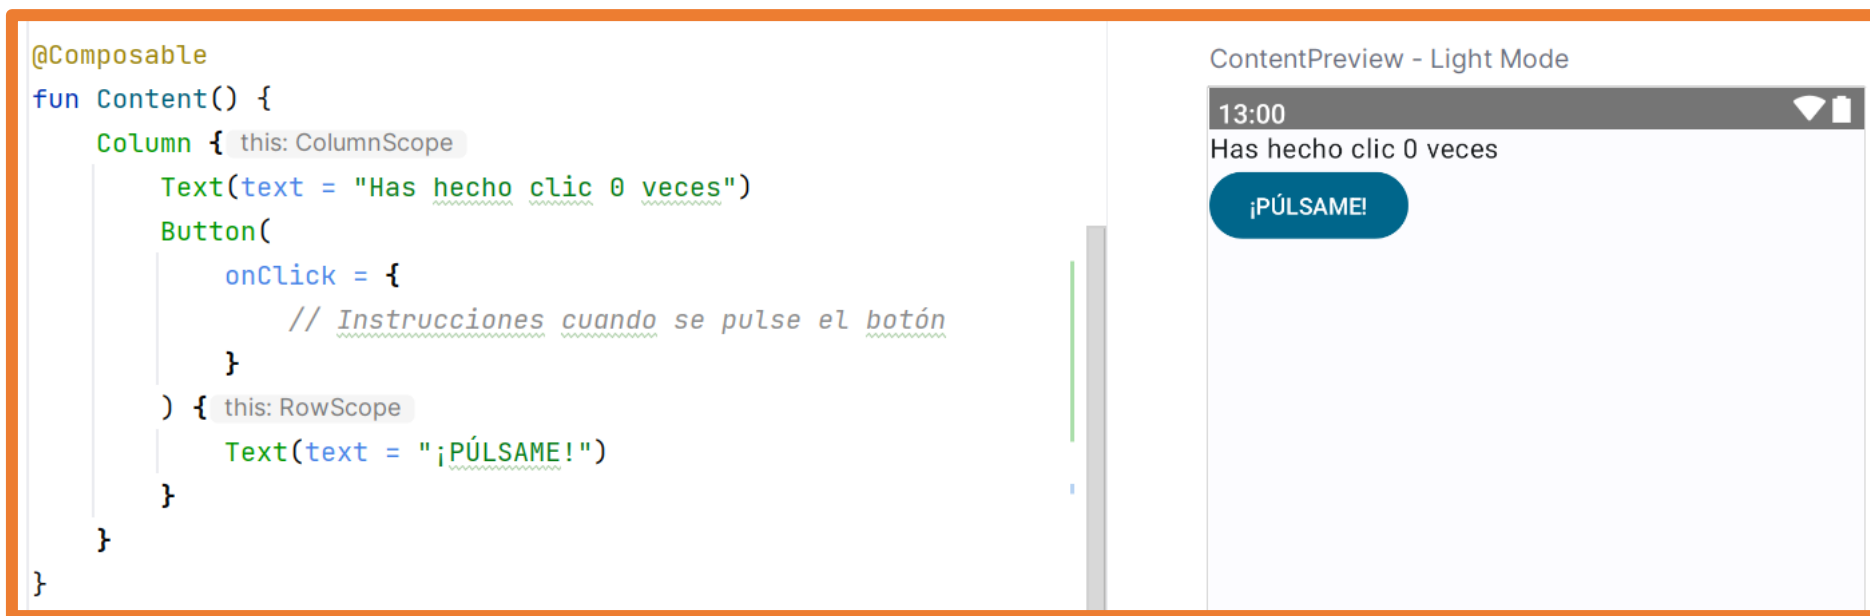 @Composable
fun Content() {
    Column { this: ColumnScope
        Text(text = "Has hecho clic 0 veces")
        Button(
            onClick = {
                // Instrucciones cuando se pulse el botón
            }
        ) { this: RowScope
            Text(text = "¡PÚLSAME!")
        }
    }
}
ContentPreview - Light Mode
13:00
Has hecho clic 0 veces
¡PÚLSAME!